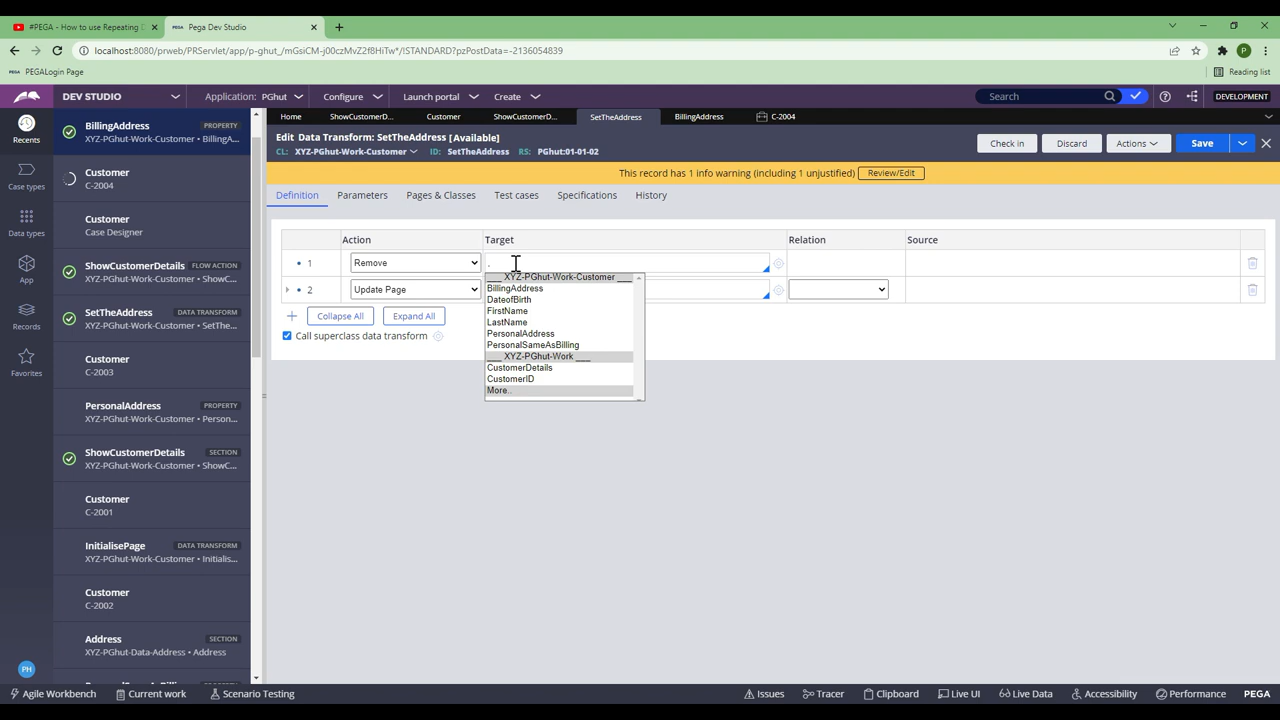 #PEGA - How to use Repeating D
Pega Dev Studio
localhost:8080/prweb/PRServlet/app/p-ghut_/mGsiCM-j00czMvZ2f8HiTw*/!STANDARD?pzPostData=-2136054839
PEGALogin Page
Reading list
DEV STUDIO
Application: PGhut
Configure
Launch portal
Create
Search
DEVELOPMENT
Home
ShowCustomerD...
Customer
ShowCustomerD...
SetTheAddress
BillingAddress
C-2004
Recents
Case types
Data types
App
Records
Favorites
PH
BillingAddress PROPERTY
XYZ-PGhut-Work-Customer • BillingA...
Customer
C-2004
Customer
Case Designer
ShowCustomerDetails FLOW ACTION
XYZ-PGhut-Work-Customer • ShowC...
SetTheAddress DATA TRANSFORM
XYZ-PGhut-Work-Customer • SetThe...
Customer
C-2003
PersonalAddress PROPERTY
XYZ-PGhut-Work-Customer • Person...
ShowCustomerDetails SECTION
XYZ-PGhut-Work-Customer • ShowC...
Customer
C-2001
InitialisePage DATA TRANSFORM
XYZ-PGhut-Work-Customer • Initialis...
Customer
C-2002
Address SECTION
XYZ-PGhut-Data-Address • Address
Edit Data Transform: SetTheAddress [Available]
CL: XYZ-PGhut-Work-Customer ID: SetTheAddress RS: PGhut:01-01-02
Check in
Discard
Actions
Save
This record has 1 info warning (including 1 unjustified)
Review/Edit
Definition
Parameters
Pages & Classes
Test cases
Specifications
History
Action Target Relation Source
1 Remove .
2 Update Page
___ XYZ-PGhut-Work-Customer ___
BillingAddress
DateofBirth
FirstName
LastName
PersonalAddress
PersonalSameAsBilling
___ XYZ-PGhut-Work ___
CustomerDetails
CustomerID
More..
Collapse All
Expand All
Call superclass data transform
Agile Workbench
Current work
Scenario Testing
Issues
Tracer
Clipboard
Live UI
Live Data
Accessibility
Performance
PEGA